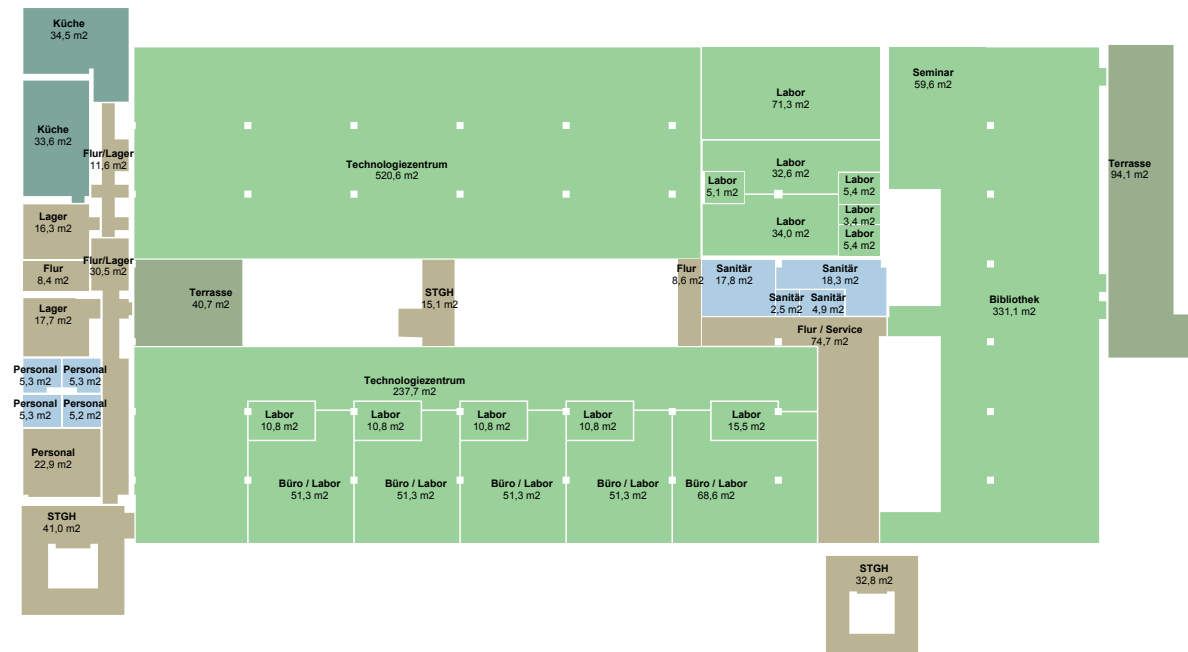 Küche
34,5 m2
Küche
33,6 m2
Flur/Lager
11,6 m2
Lager
16,3 m2
Flur
8,4 m2
Flur/Lager
30,5 m2
Lager
17,7 m2
Personal
5,3 m2
Personal
5,3 m2
Personal
5,3 m2
Personal
5,2 m2
Personal
22,9 m2
STGH
41,0 m2
Technologiezentrum
520,6 m2
Terrasse
40,7 m2
STGH
15,1 m2
Flur
8,6 m2
Labor
71,3 m2
Labor
32,6 m2
Labor
5,1 m2
Labor
5,4 m2
Labor
3,4 m2
Labor
34,0 m2
Labor
5,4 m2
Sanitär
17,8 m2
Sanitär
18,3 m2
Sanitär
2,5 m2
Sanitär
4,9 m2
Flur / Service
74,7 m2
Seminar
59,6 m2
Bibliothek
331,1 m2
Terrasse
94,1 m2
Technologiezentrum
237,7 m2
Labor
10,8 m2
Labor
10,8 m2
Labor
10,8 m2
Labor
10,8 m2
Labor
15,5 m2
Büro / Labor
51,3 m2
Büro / Labor
51,3 m2
Büro / Labor
51,3 m2
Büro / Labor
51,3 m2
Büro / Labor
68,6 m2
STGH
32,8 m2